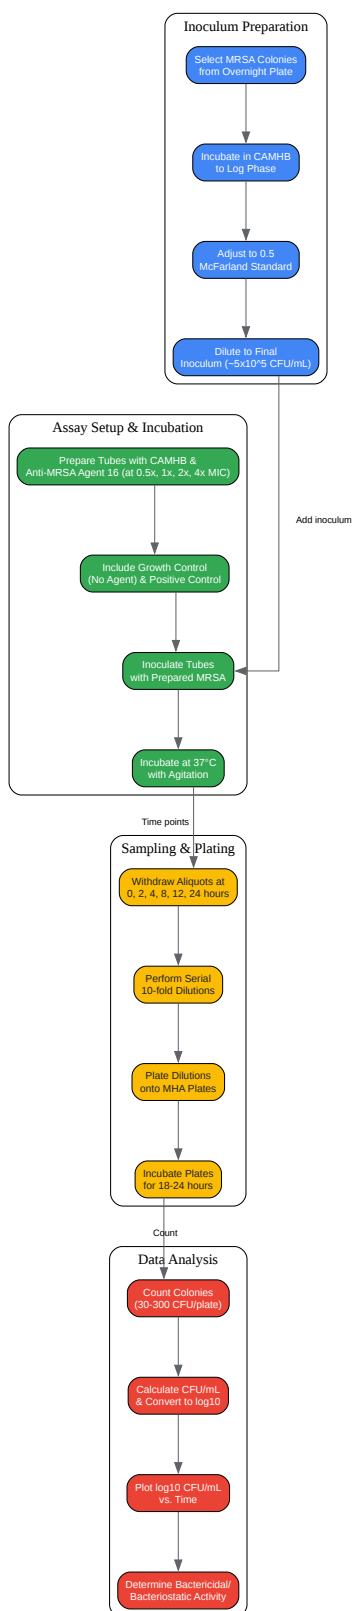 Inoculum Preparation
Select MRSA Colonies
from Overnight Plate
Incubate in CAMHB
to Log Phase
Adjust to 0.5
McFarland Standard
Dilute to Final
Inoculum (~5x10^5 CFU/mL)
Assay Setup & Incubation
Prepare Tubes with CAMHB &
Anti-MRSA Agent 16 (at 0.5x, 1x, 2x, 4x MIC)
Add inoculum
Include Growth Control
(No Agent) & Positive Control
Inoculate Tubes
with Prepared MRSA
Incubate at 37°C
with Agitation
Time points
Sampling & Plating
Withdraw Aliquots at
0, 2, 4, 8, 12, 24 hours
Perform Serial
10-fold Dilutions
Plate Dilutions
onto MHA Plates
Incubate Plates
for 18-24 hours
Count
Data Analysis
Count Colonies
(30-300 CFU/plate)
Calculate CFU/mL
& Convert to log10
Plot log10 CFU/mL
vs. Time
Determine Bactericidal/
Bacteriostatic Activity